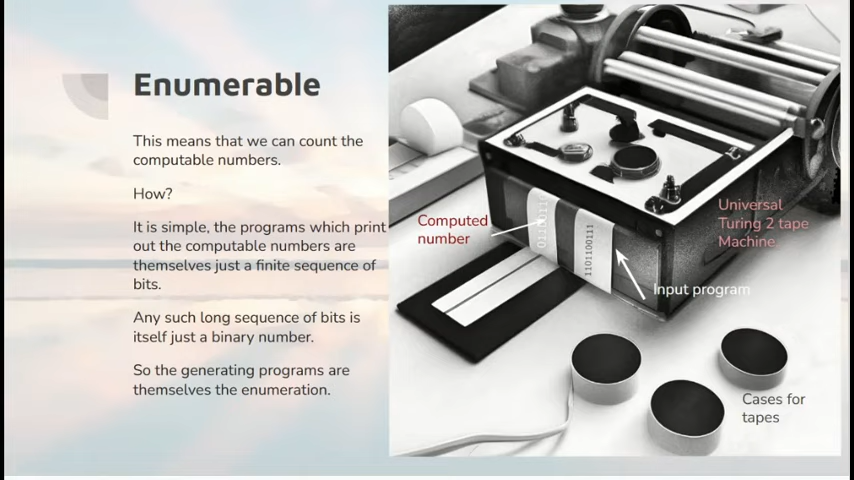 Enumerable
This means that we can count the
computable numbers.
How?
It is simple, the programs which print
out the computable numbers are
themselves just a finite sequence of
bits.
Any such long sequence of bits is
itself just a binary number.
So the generating programs are
themselves the enumeration.
Computed
number
Universal
Turing 2 tape
Machine
1101100111
Input program
Cases for
tapes